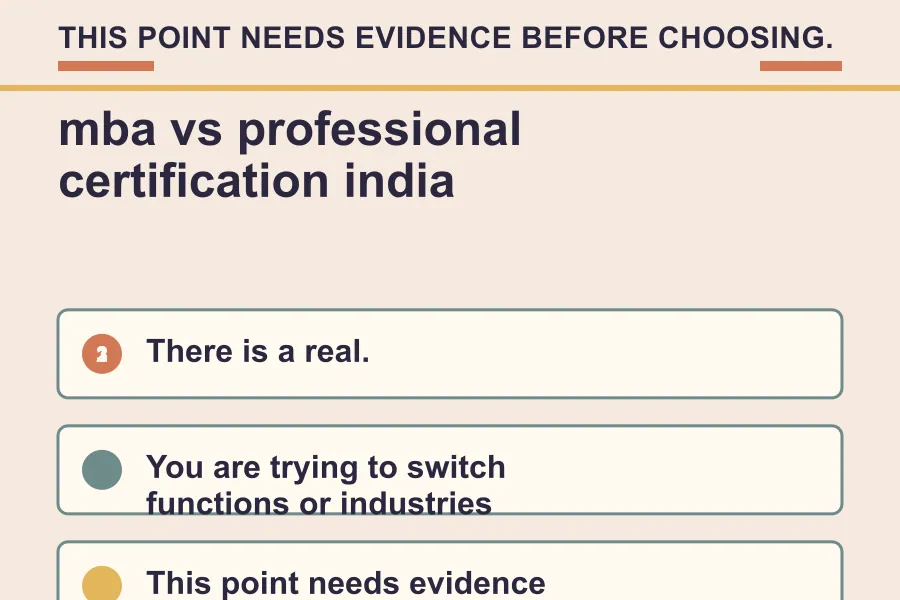 THIS POINT NEEDS EVIDENCE BEFORE CHOOSING.
mba vs professional
certification india
There is a real.
You are trying to switch
functions or industries
This point needs evidence